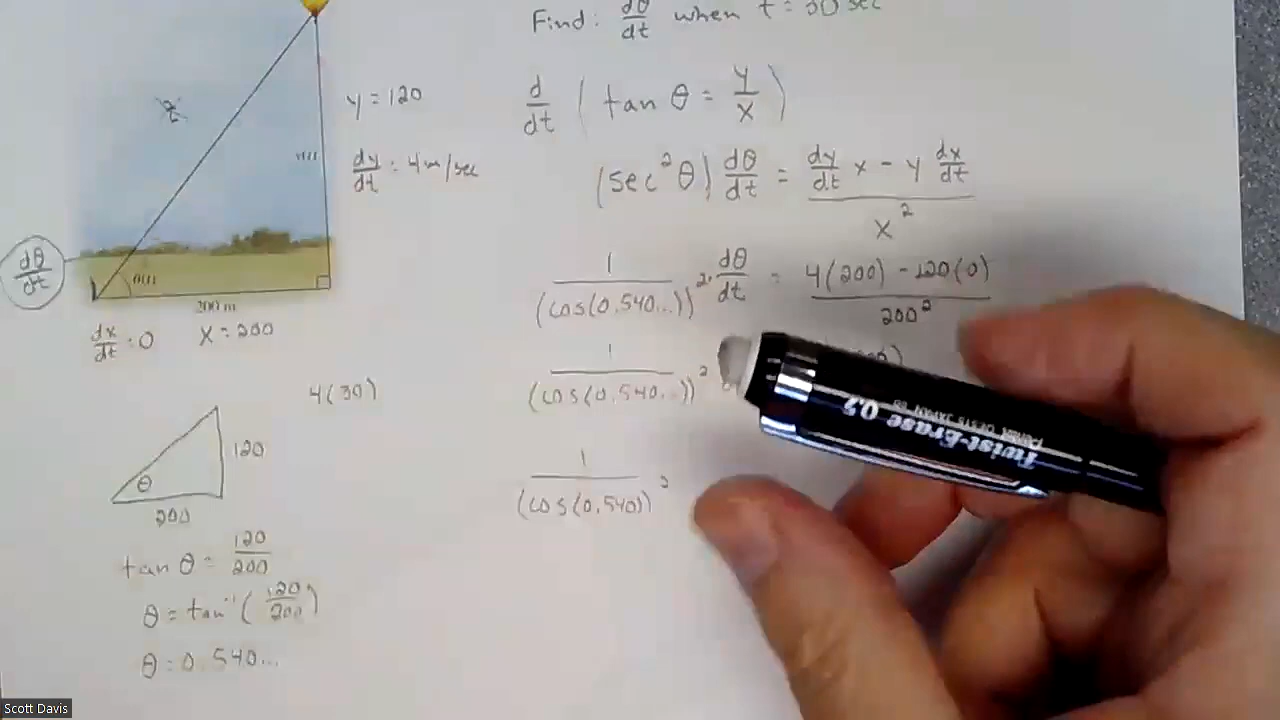 Find: dθ/dt when t = 30 sec
d/dt ( tan θ = y/x )
(sec²θ) dθ/dt = (dy/dt x − y dx/dt) / x²
1/(cos(0.540...))² · dθ/dt = (4(200) − 120(0)) / 200²
1/(cos(0.540...))²
1/(cos(0.540))²
y = 120
dy/dt = 4 m/sec
z
dθ/dt
200 m
dx/dt = 0 x = 200
4(30)
120
θ
200
tan θ = 120/200
θ = tan⁻¹(120/200)
θ = 0.540...
Twist-Erase 0.7
JAPAN
Scott Davis